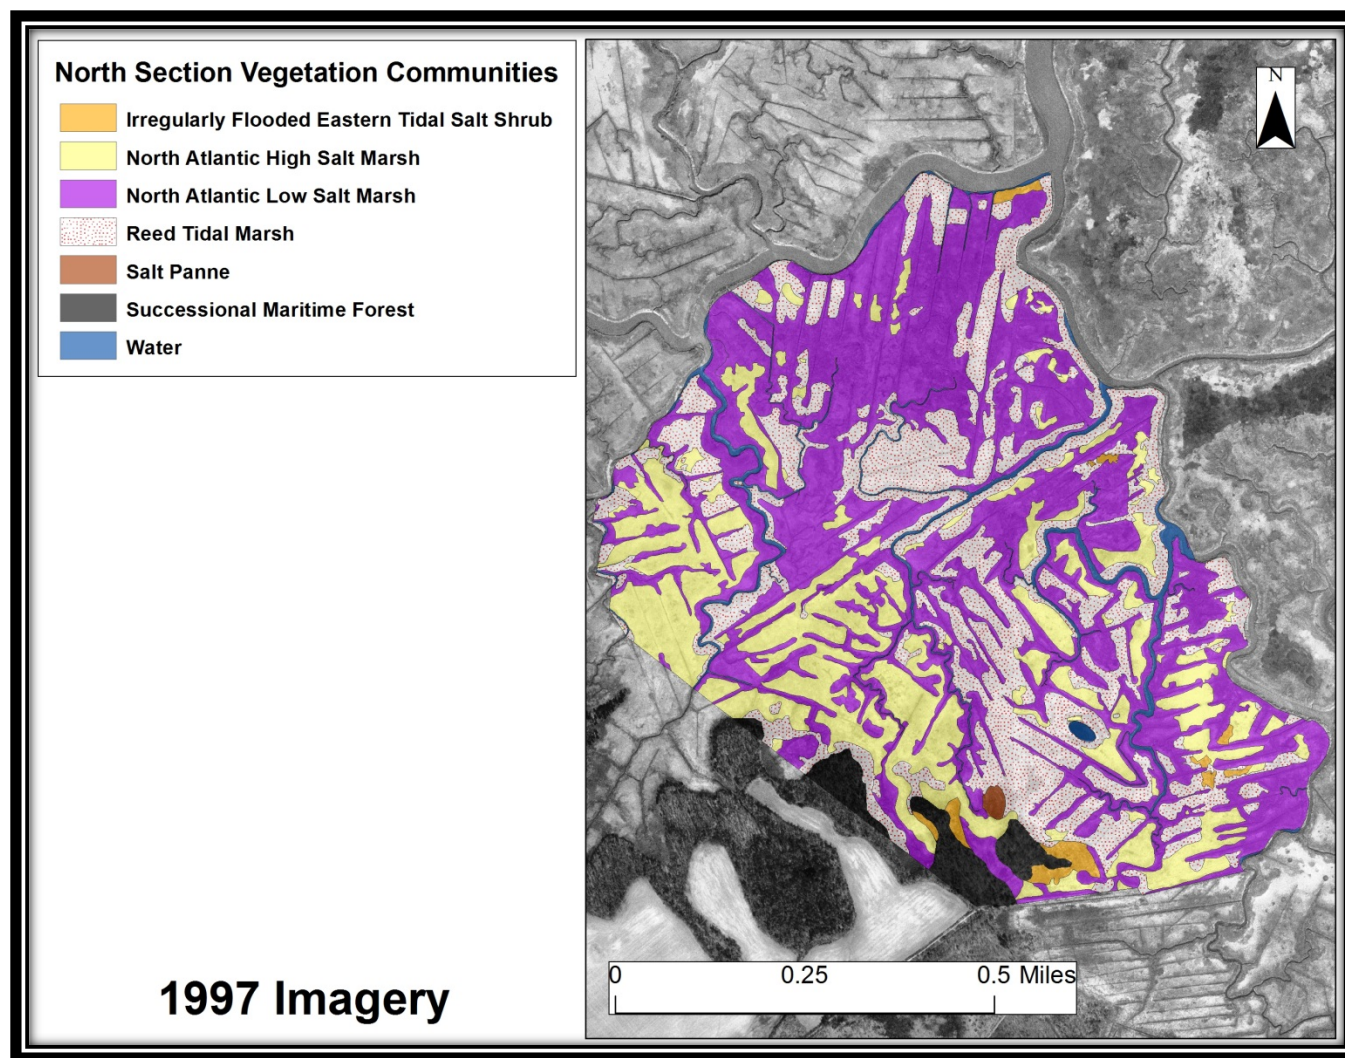 North Section Vegetation Communities
Irregularly Flooded Eastern Tidal Salt Shrub
North Atlantic High Salt Marsh
North Atlantic Low Salt Marsh
Reed Tidal Marsh
Salt Panne
Successional Maritime Forest
Water
N
0 0.25 0.5 Miles
1997 Imagery